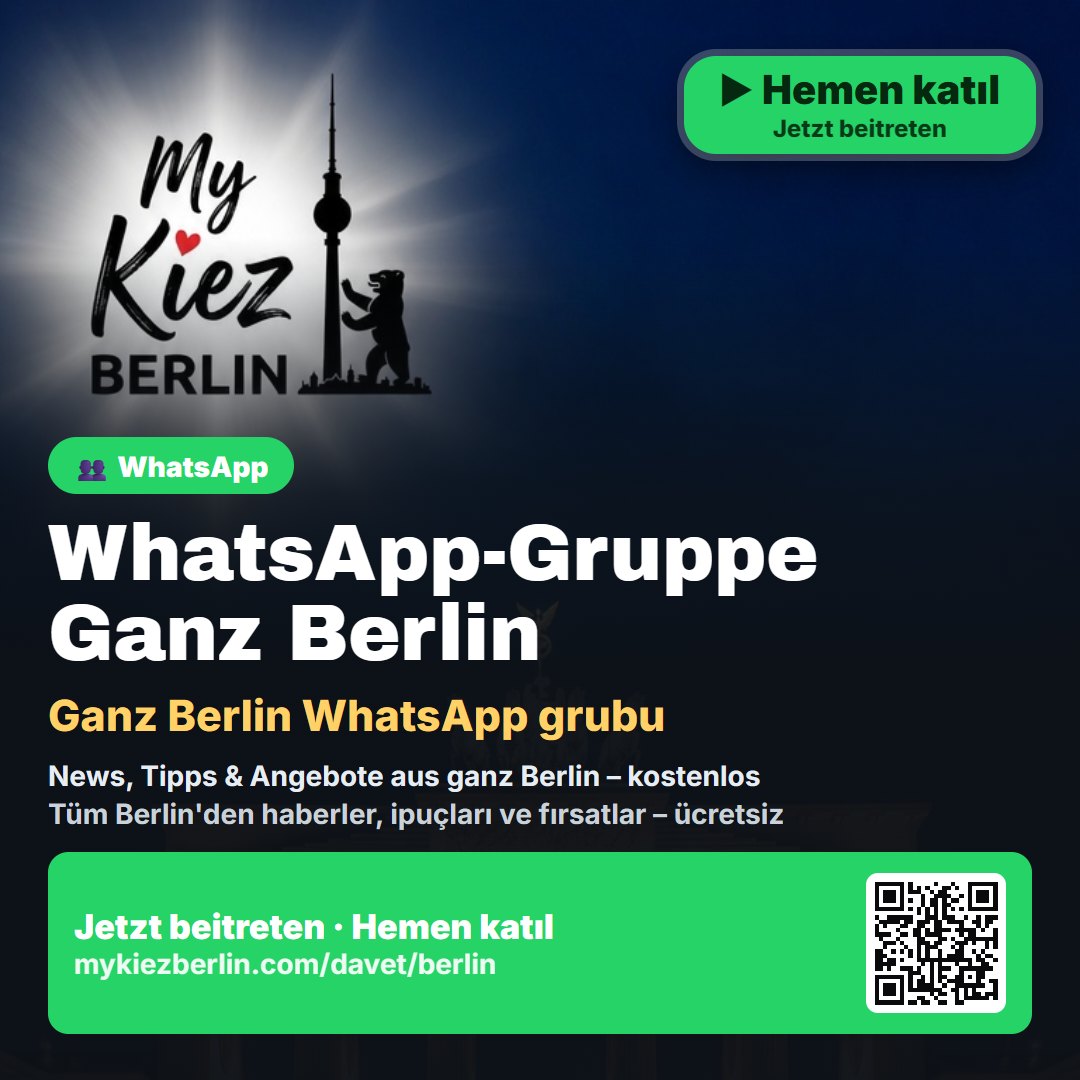 My
Kiez
BERLIN
Hemen katıl
Jetzt beitreten
WhatsApp
WhatsApp-Gruppe
Ganz Berlin
Ganz Berlin WhatsApp grubu
News, Tipps & Angebote aus ganz Berlin – kostenlos
Tüm Berlin'den haberler, ipuçları ve fırsatlar – ücretsiz
Jetzt beitreten · Hemen katıl
mykiezberlin.com/davet/berlin